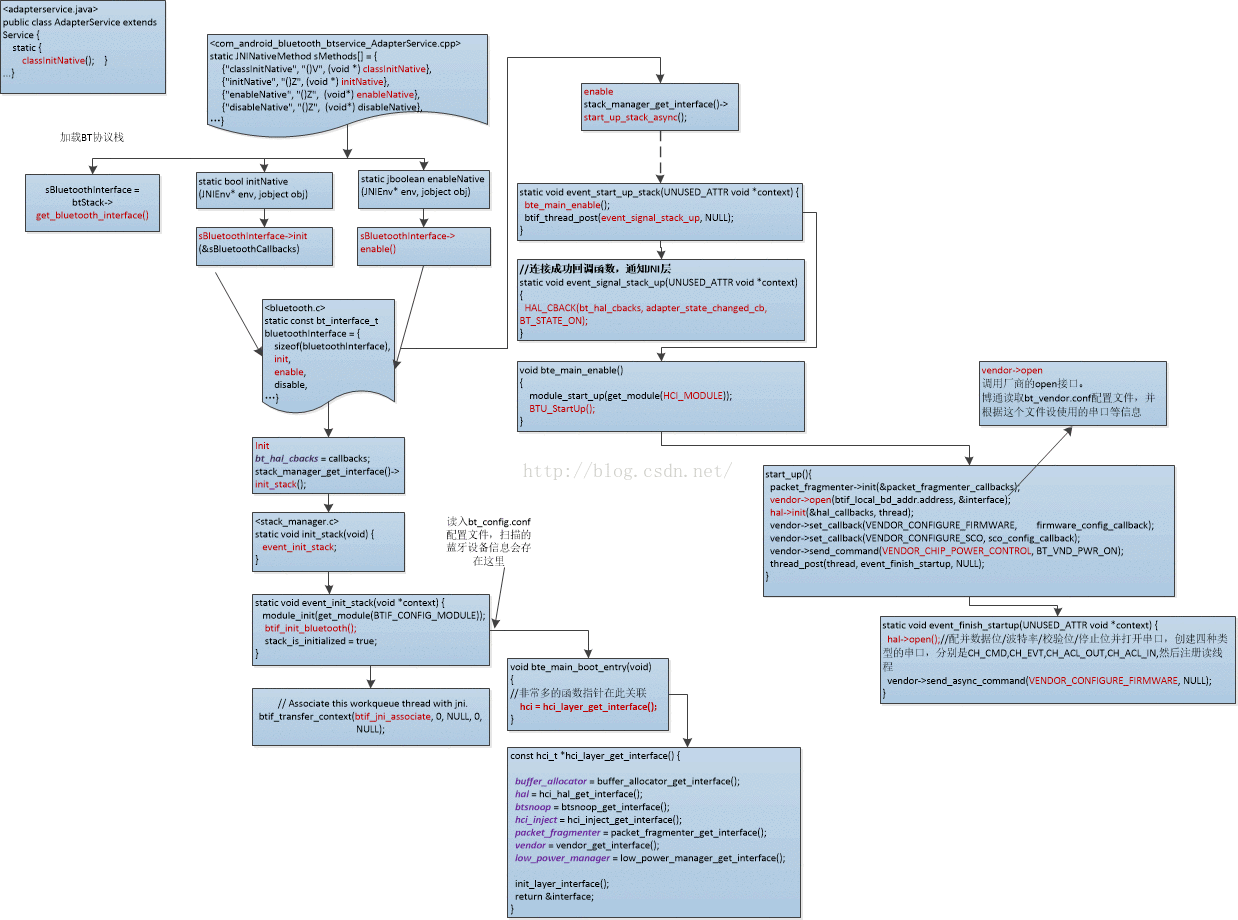 <adapterservice.java>
public class AdapterService extends
Service {
static {
classInitNative(); }
...}
<com_android_bluetooth_btservice_AdapterService.cpp>
static JNINativeMethod sMethods[] = {
{"classInitNative", "()V", (void *) classInitNative},
{"initNative", "()Z", (void *) initNative},
{"enableNative", "()Z", (void*) enableNative},
{"disableNative", "()Z", (void*) disableNative},
...}
加载BT协议栈
sBluetoothInterface =
btStack->
get_bluetooth_interface()
static bool initNative
(JNIEnv* env, jobject obj)
static jboolean enableNative
(JNIEnv* env, jobject obj)
sBluetoothInterface->init
(&sBluetoothCallbacks)
sBluetoothInterface->
enable()
<bluetooth.c>
static const bt_interface_t
bluetoothInterface = {
sizeof(bluetoothInterface),
init,
enable,
disable,
...}
Init
bt_hal_cbacks = callbacks;
stack_manager_get_interface()->
init_stack();
<stack_manager.c>
static void init_stack(void) {
event_init_stack;
}
读入bt_config.conf
配置文件，扫描的
蓝牙设备信息会存
在这里
static void event_init_stack(void *context) {
module_init(get_module(BTIF_CONFIG_MODULE));
btif_init_bluetooth();
stack_is_initialized = true;
}
// Associate this workqueue thread with jni.
btif_transfer_context(btif_jni_associate, 0, NULL, 0,
NULL);
void bte_main_boot_entry(void)
{
//非常多的函数指针在此关联
hci = hci_layer_get_interface();
}
const hci_t *hci_layer_get_interface() {
buffer_allocator = buffer_allocator_get_interface();
hal = hci_hal_get_interface();
btsnoop = btsnoop_get_interface();
hci_inject = hci_inject_get_interface();
packet_fragmenter = packet_fragmenter_get_interface();
vendor = vendor_get_interface();
low_power_manager = low_power_manager_get_interface();
init_layer_interface();
return &interface;
}
enable
stack_manager_get_interface()->
start_up_stack_async();
static void event_start_up_stack(UNUSED_ATTR void *context) {
bte_main_enable();
btif_thread_post(event_signal_stack_up, NULL);
}
//连接成功回调函数，通知JNI层
static void event_signal_stack_up(UNUSED_ATTR void *context)
{
HAL_CBACK(bt_hal_cbacks, adapter_state_changed_cb,
BT_STATE_ON);
}
void bte_main_enable()
{
module_start_up(get_module(HCI_MODULE));
BTU_StartUp();
}
http://blog.csdn.net/
vendor->open
调用厂商的open接口。
博通读取bt_vendor.conf配置文件，并
根据这个文件设使用的串口等信息
start_up(){
packet_fragmenter->init(&packet_fragmenter_callbacks);
vendor->open(btif_local_bd_addr.address, &interface);
hal->init(&hal_callbacks, thread);
vendor->set_callback(VENDOR_CONFIGURE_FIRMWARE, firmware_config_callback);
vendor->set_callback(VENDOR_CONFIGURE_SCO, sco_config_callback);
vendor->send_command(VENDOR_CHIP_POWER_CONTROL, BT_VND_PWR_ON);
thread_post(thread, event_finish_startup, NULL);
}
static void event_finish_startup(UNUSED_ATTR void *context) {
hal->open();//配并数据位/波特率/校验位/停止位并打开串口，创建四种类
型的串口，分别是CH_CMD,CH_EVT,CH_ACL_OUT,CH_ACL_IN,然后注册读线
程
vendor->send_async_command(VENDOR_CONFIGURE_FIRMWARE, NULL);
}